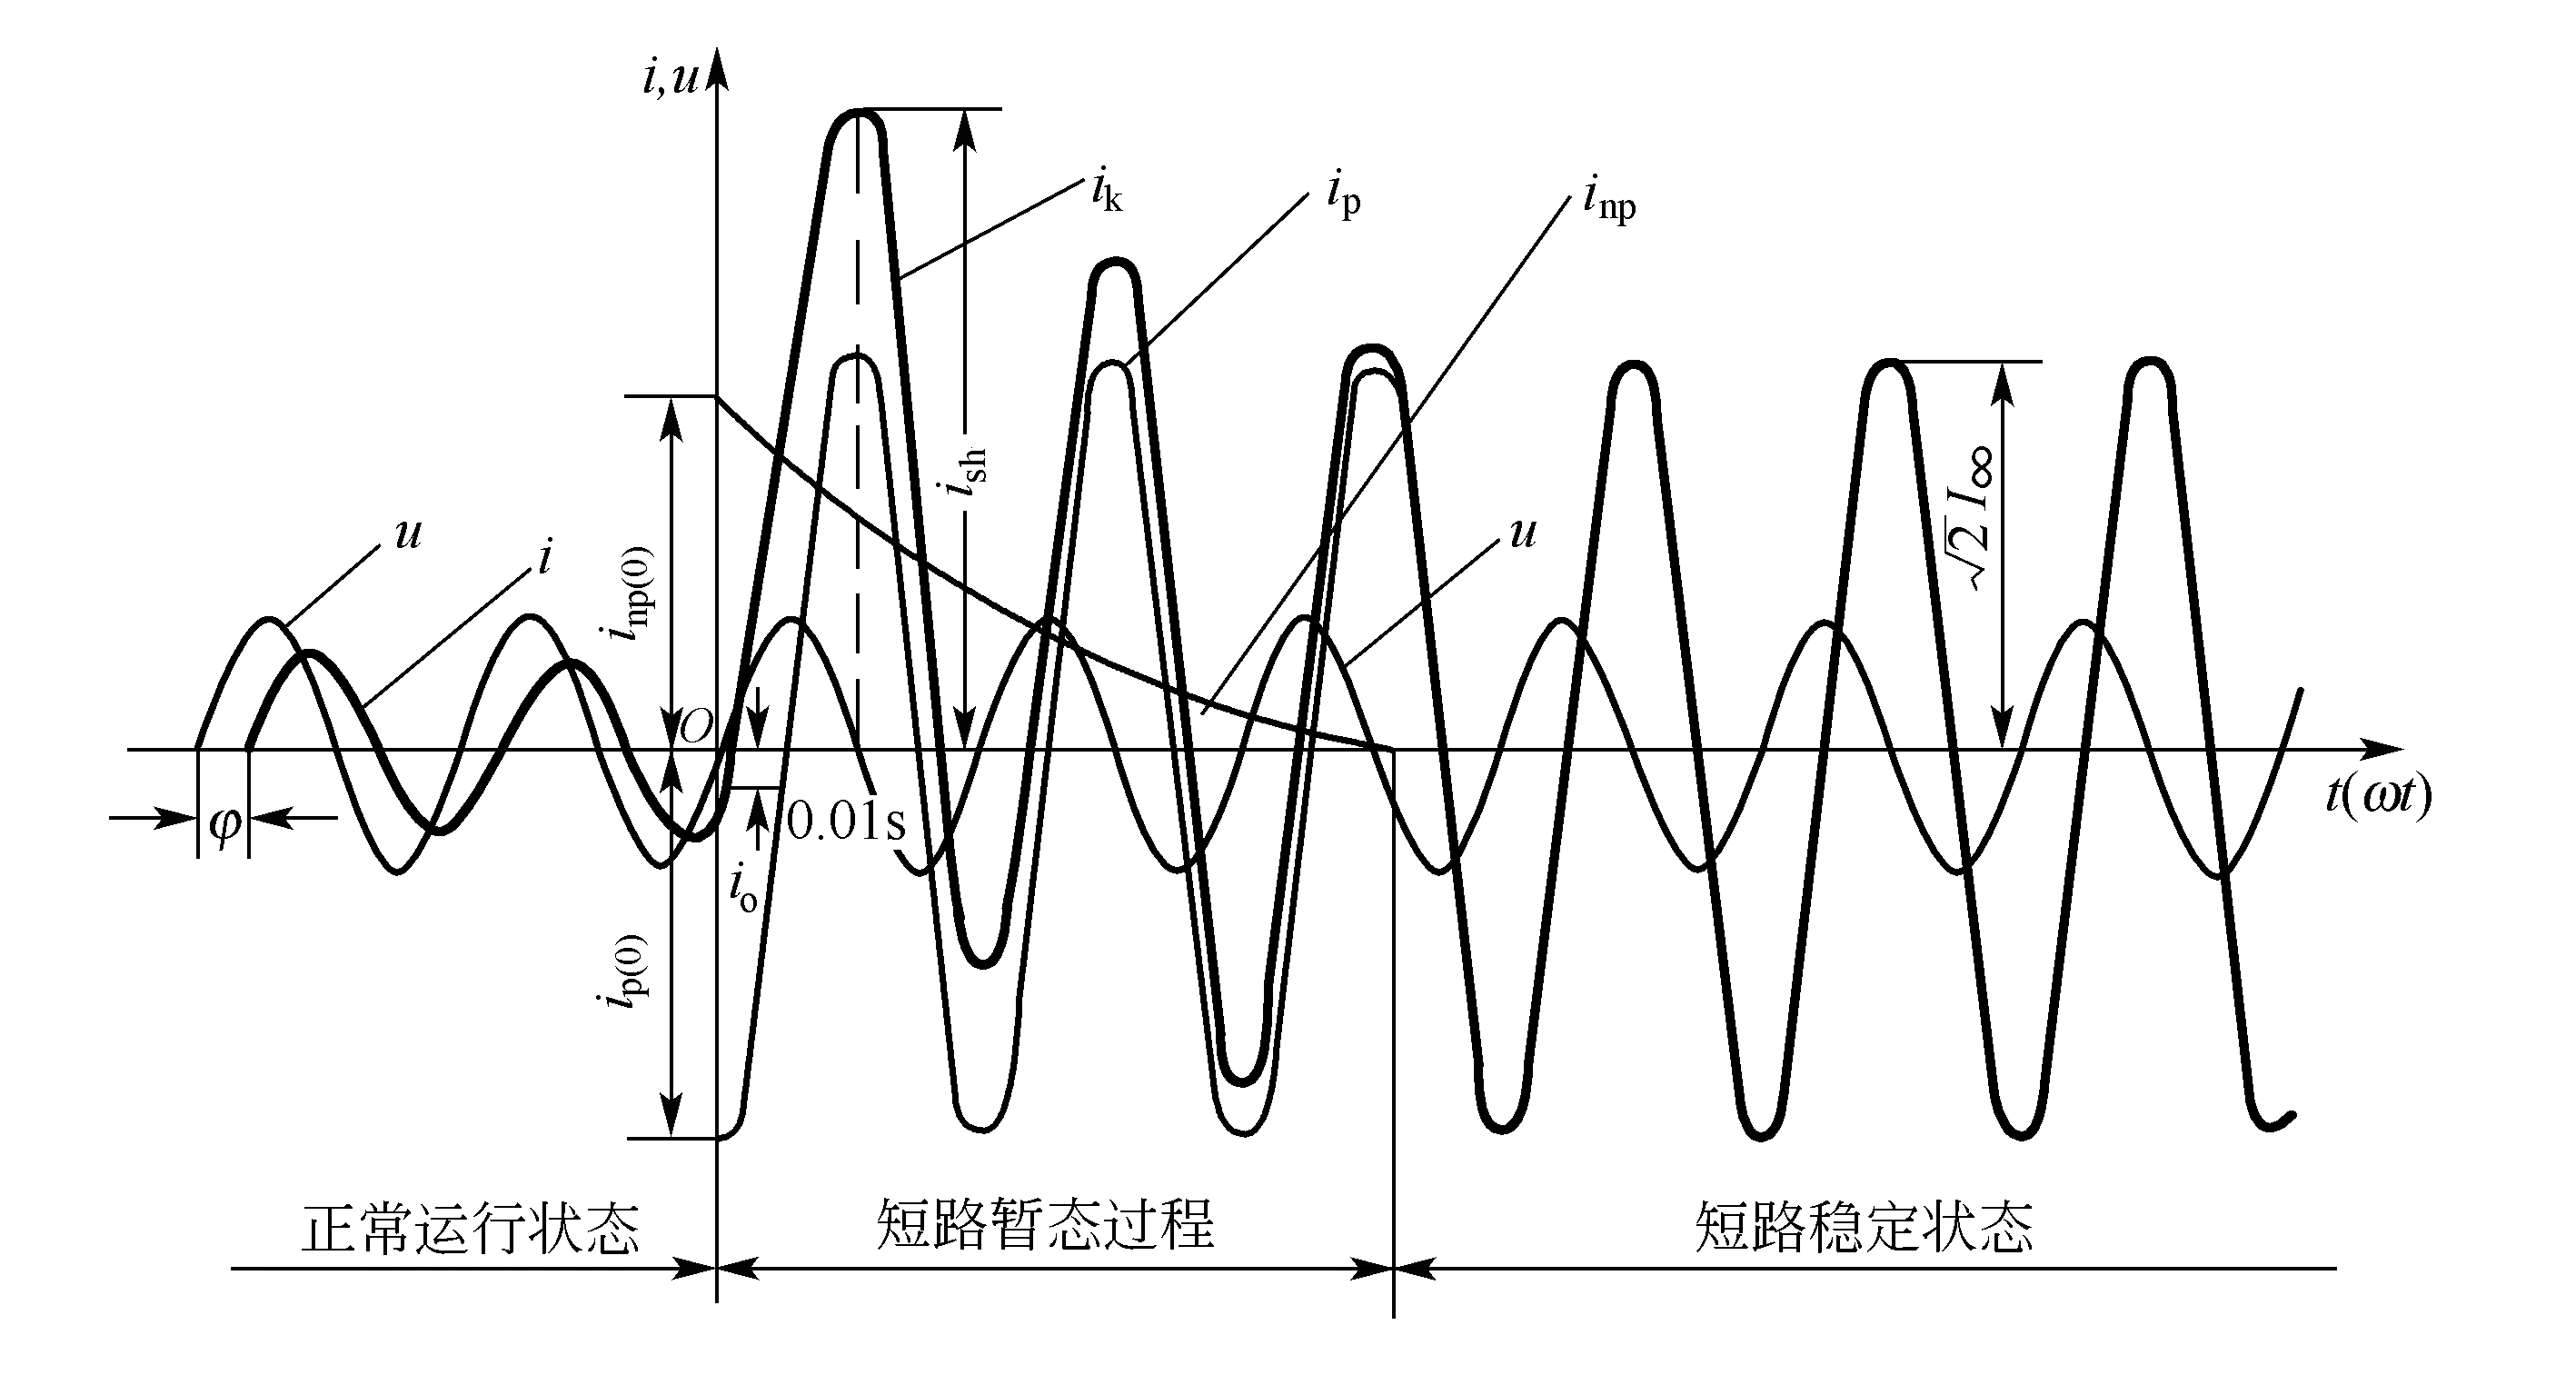 i,u
i_k
i_p
i_np
i_sh
u
i
u
√2 I_∞
i_np(0)
O
t(ωt)
φ
0.01s
i_o
i_p(0)
正常运行状态
短路暂态过程
短路稳定状态